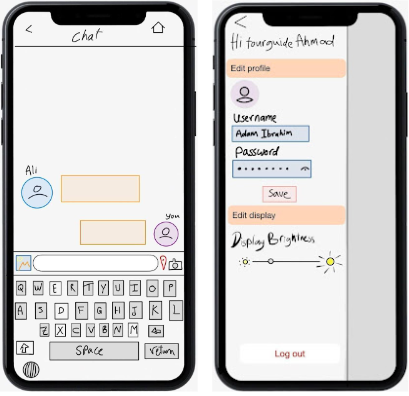 Chat
Ali
you
Q W E R T Y U I O P
A S D F G H J K L
Z X C V B N M
SPACE return
Hi tourguide Ahmad
Edit profile
Username
Adam Ibrahim
Password
Save
Edit display
Display Brightness
Log out